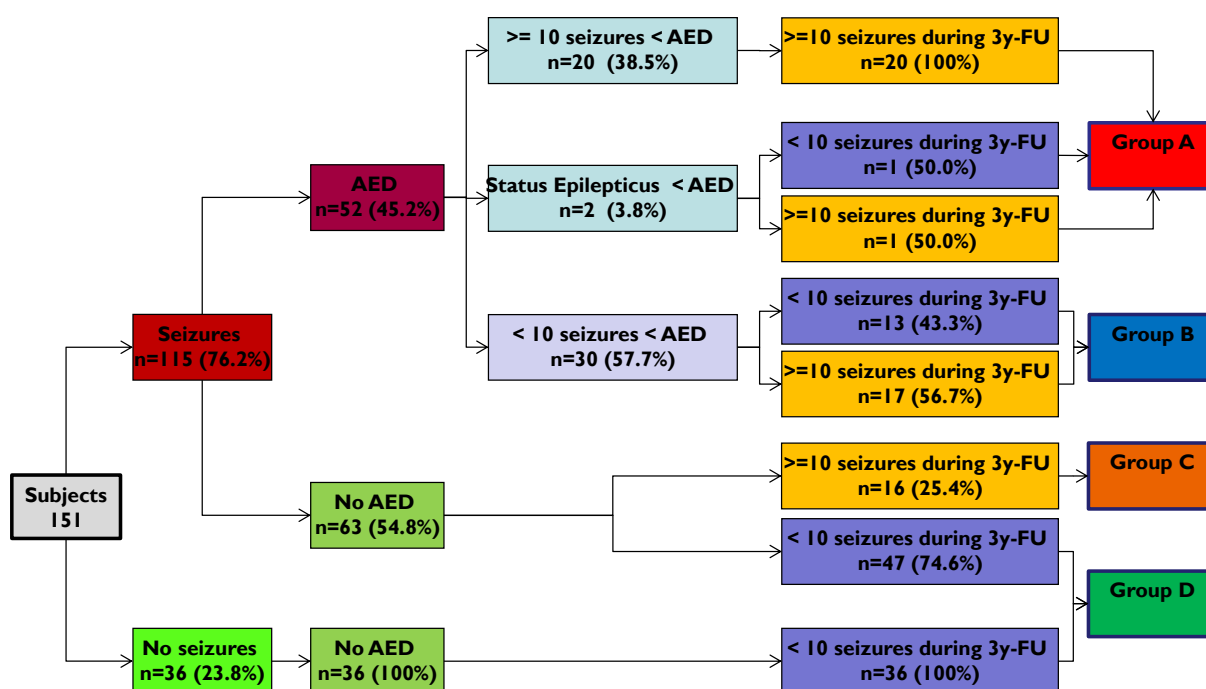 >= 10 seizures < AED
n=20 (38.5%)
>=10 seizures during 3y-FU
n=20 (100%)
AED
n=52 (45.2%)
Status Epilepticus < AED
n=2 (3.8%)
< 10 seizures during 3y-FU
n=1 (50.0%)
>=10 seizures during 3y-FU
n=1 (50.0%)
Group A
Seizures
n=115 (76.2%)
< 10 seizures < AED
n=30 (57.7%)
< 10 seizures during 3y-FU
n=13 (43.3%)
>=10 seizures during 3y-FU
n=17 (56.7%)
Group B
Subjects
151
No AED
n=63 (54.8%)
>=10 seizures during 3y-FU
n=16 (25.4%)
Group C
< 10 seizures during 3y-FU
n=47 (74.6%)
Group D
No seizures
n=36 (23.8%)
No AED
n=36 (100%)
< 10 seizures during 3y-FU
n=36 (100%)